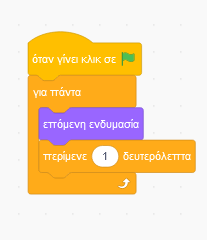 όταν γίνει κλικ σε
για πάντα
επόμενη ενδυμασία
περίμενε 1 δευτερόλεπτα